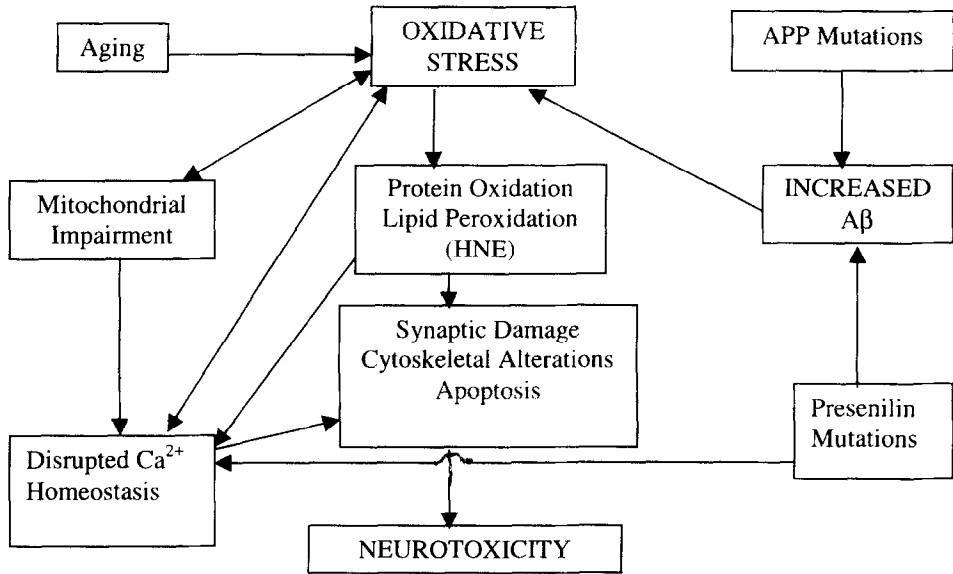 Aging
OXIDATIVE
STRESS
APP Mutations
Mitochondrial
Impairment
Protein Oxidation
Lipid Peroxidation
(HNE)
INCREASED
Aβ
Synaptic Damage
Cytoskeletal Alterations
Apoptosis
Presenilin
Mutations
Disrupted Ca²⁺
Homeostasis
NEUROTOXICITY